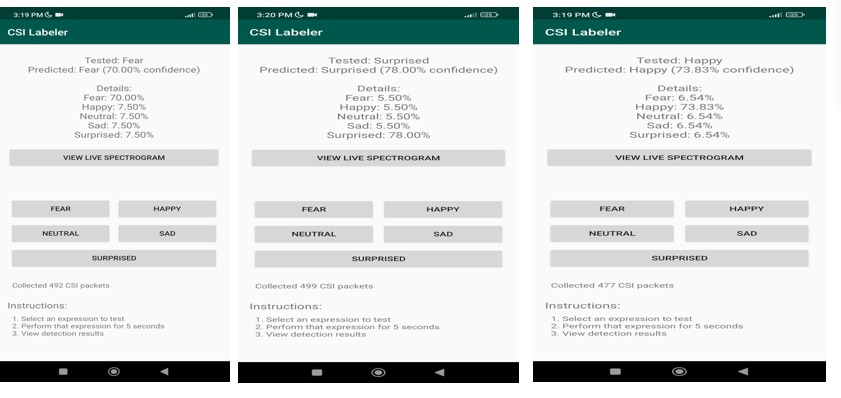 3:19 PM
CSI Labeler
Tested: Fear
Predicted: Fear (70.00% confidence)
Details:
Fear: 70.00%
Happy: 7.50%
Neutral: 7.50%
Sad: 7.50%
Surprised: 7.50%
VIEW LIVE SPECTROGRAM
FEAR
HAPPY
NEUTRAL
SAD
SURPRISED
Collected 492 CSI packets
Instructions:
1. Select an expression to test
2. Perform that expression for 5 seconds
3. View detection results
3:20 PM
CSI Labeler
Tested: Surprised
Predicted: Surprised (78.00% confidence)
Details:
Fear: 5.50%
Happy: 5.50%
Neutral: 5.50%
Sad: 5.50%
Surprised: 78.00%
VIEW LIVE SPECTROGRAM
FEAR
HAPPY
NEUTRAL
SAD
SURPRISED
Collected 499 CSI packets
Instructions:
1. Select an expression to test
2. Perform that expression for 5 seconds
3. View detection results
3:19 PM
CSI Labeler
Tested: Happy
Predicted: Happy (73.83% confidence)
Details:
Fear: 6.54%
Happy: 73.83%
Neutral: 6.54%
Sad: 6.54%
Surprised: 6.54%
VIEW LIVE SPECTROGRAM
FEAR
HAPPY
NEUTRAL
SAD
SURPRISED
Collected 477 CSI packets
Instructions:
1. Select an expression to test
2. Perform that expression for 5 seconds
3. View detection results